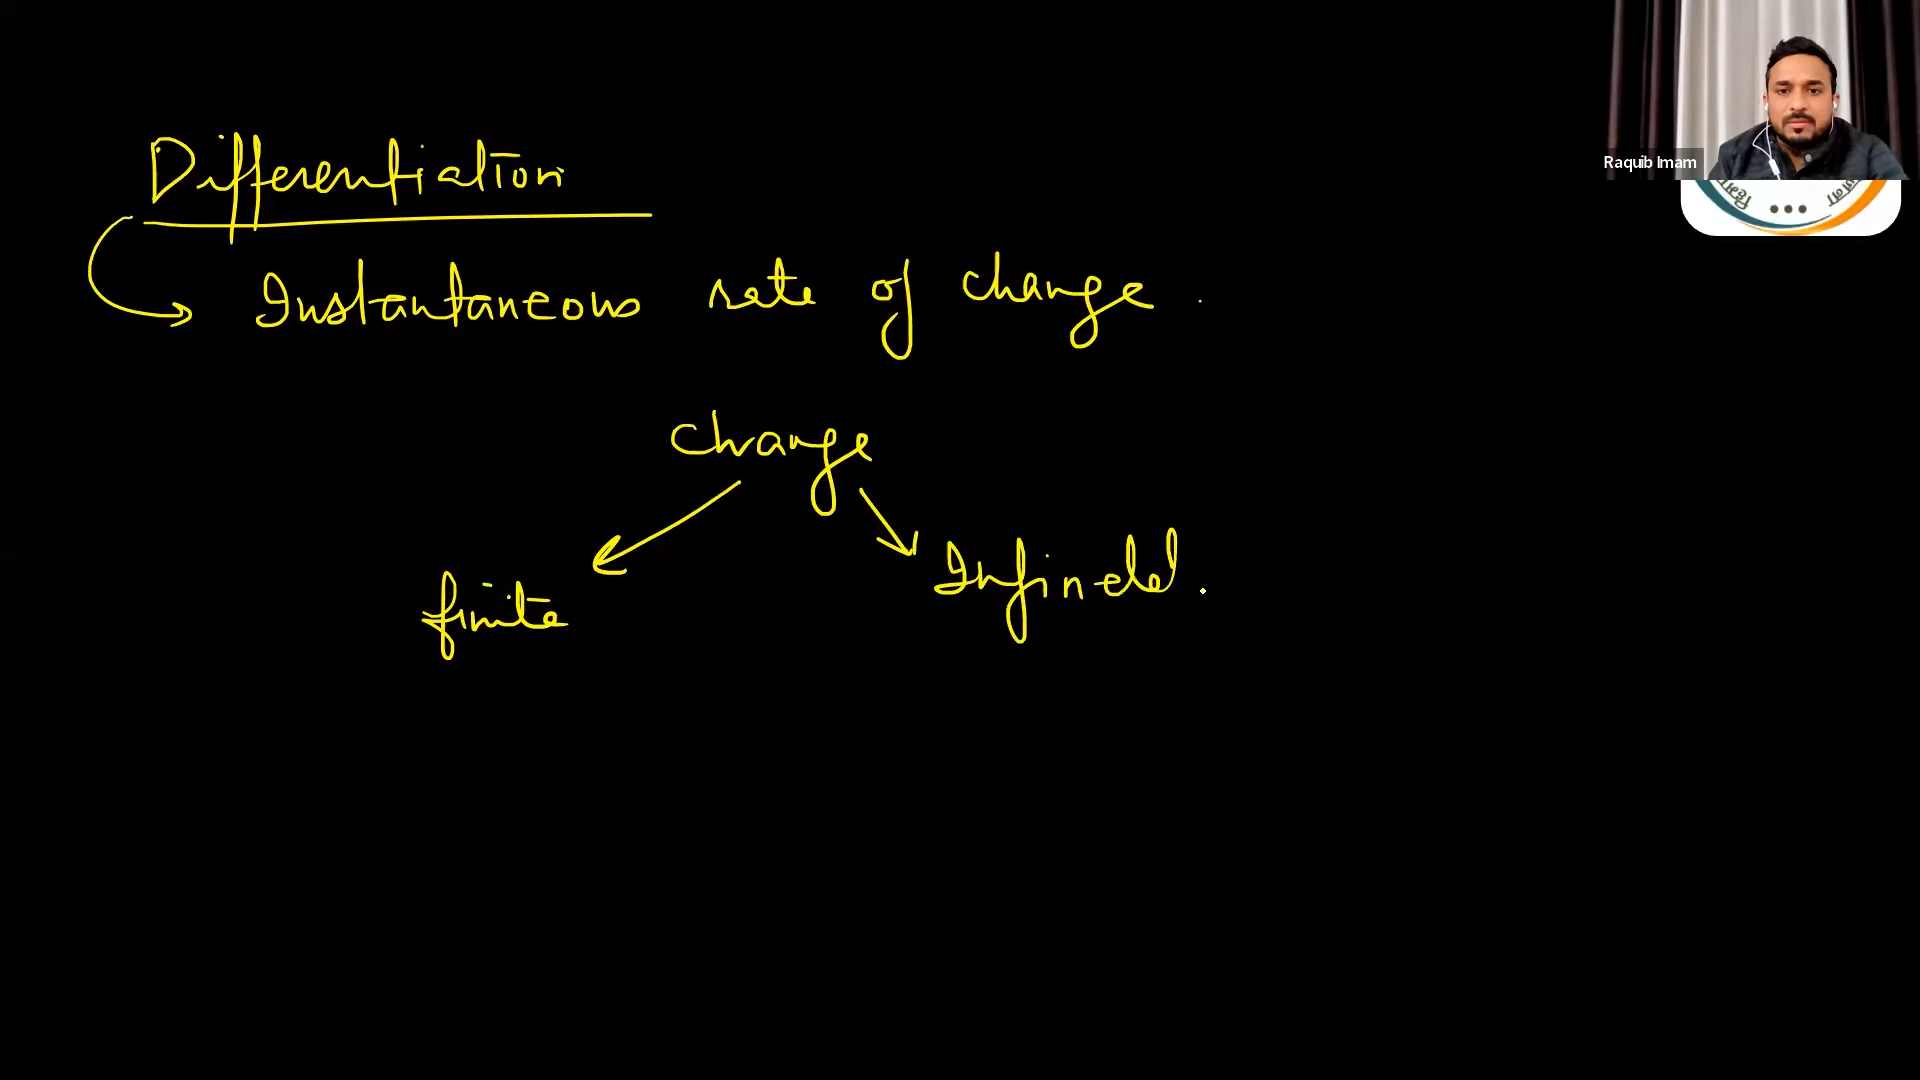 Differentiation
Instantaneous rate of change.
change
finite
Raquib Imam